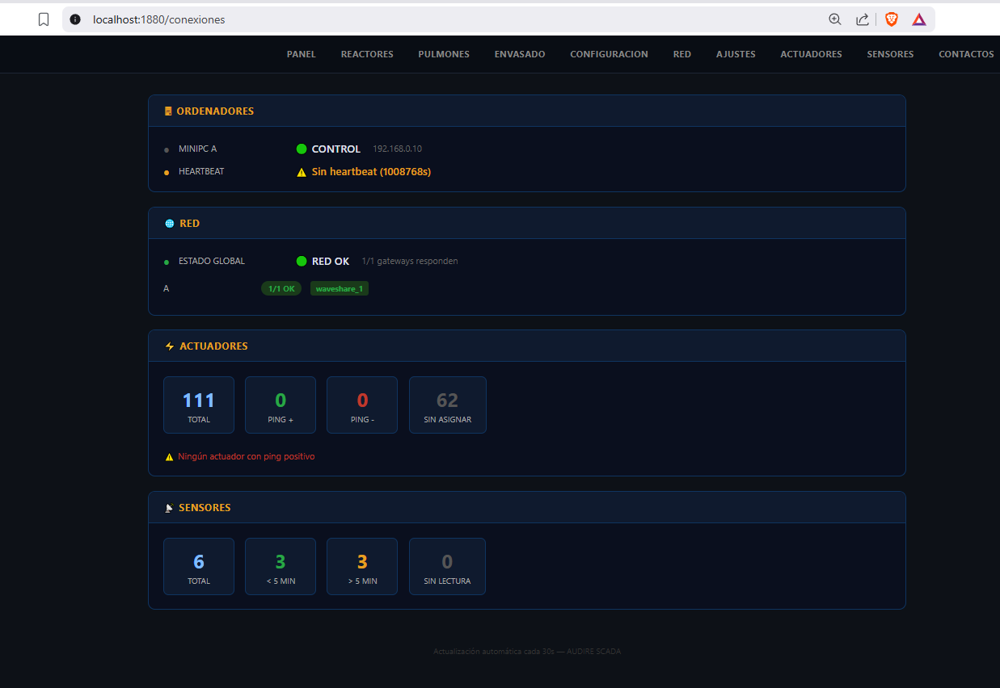 localhost:1880/conexiones
PANEL REACTORES PULMONES ENVASADO CONFIGURACION RED AJUSTES ACTUADORES SENSORES CONTACTOS
ORDENADORES
MINIPC A CONTROL 192.168.0.10
HEARTBEAT Sin heartbeat (1008768s)
RED
ESTADO GLOBAL RED OK 1/1 gateways responden
A 1/1 OK waveshare_1
ACTUADORES
111 0 0 62
TOTAL PING + PING - SIN ASIGNAR
Ningún actuador con ping positivo
SENSORES
6 3 3 0
TOTAL < 5 MIN > 5 MIN SIN LECTURA
Actualización automática cada 30s — AUDIRE SCADA